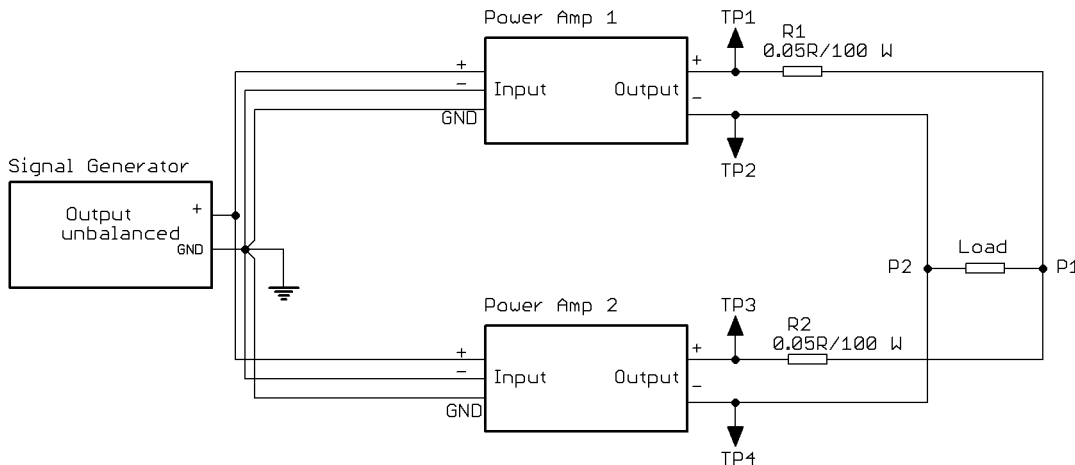 Power Amp 1
TP1
R1
0.05R/100 W
+
-
GND
Input
Output
+
-
TP2
Signal Generator
Output
unbalanced
+
GND
P2
Load
P1
Power Amp 2
TP3
R2
0.05R/100 W
+
-
GND
Input
Output
+
-
TP4